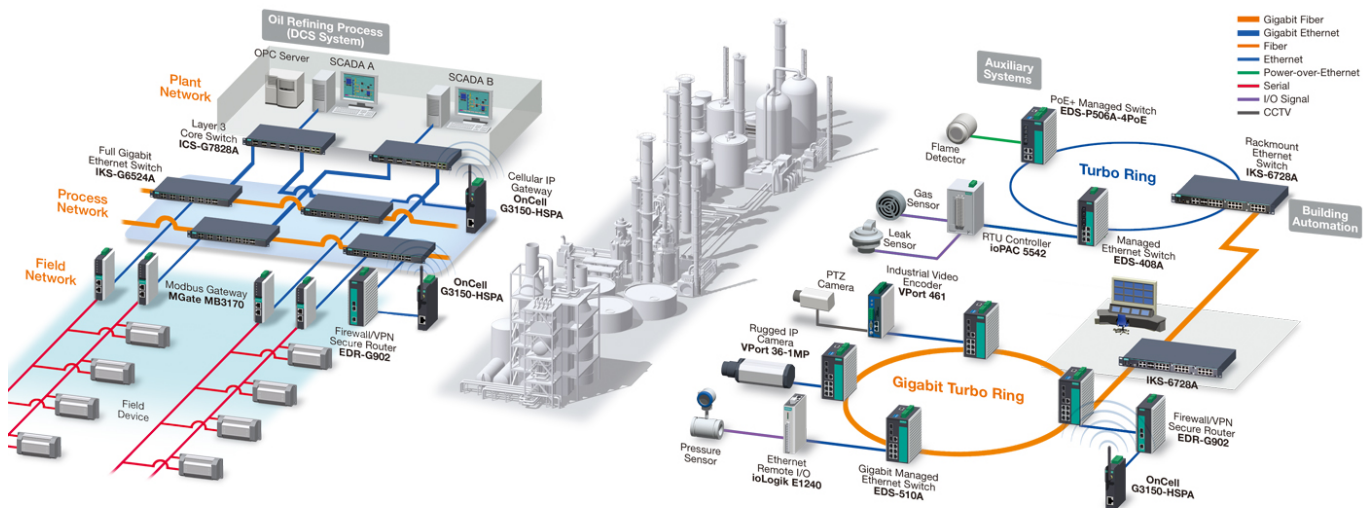 Oil Refining Process
(DCS System)
OPC Server
SCADA A
SCADA B
Plant
Network
Layer 3
Core Switch
ICS-G7828A
Full Gigabit
Ethernet Switch
IKS-G6524A
Cellular IP
Gateway
OnCell
G3150-HSPA
Process
Network
Field
Network
Modbus Gateway
MGate MB3170
OnCell
G3150-HSPA
Firewall/VPN
Secure Router
EDR-G902
Field
Device
Gigabit Fiber
Gigabit Ethernet
Fiber
Ethernet
Power-over-Ethernet
Serial
I/O Signal
CCTV
Auxiliary
Systems
PoE+ Managed Switch
EDS-P506A-4PoE
Flame
Detector
Turbo Ring
Rackmount
Ethernet
Switch
IKS-6728A
Gas
Sensor
Leak
Sensor
RTU Controller
ioPAC 5542
Managed
Ethernet Switch
EDS-408A
Building
Automation
PTZ
Camera
Industrial Video
Encoder
VPort 461
Rugged IP
Camera
VPort 36-1MP
Gigabit Turbo Ring
IKS-6728A
Pressure
Sensor
Ethernet
Remote I/O
ioLogik E1240
Gigabit Managed
Ethernet Switch
EDS-510A
Firewall/VPN
Secure Router
EDR-G902
OnCell
G3150-HSPA